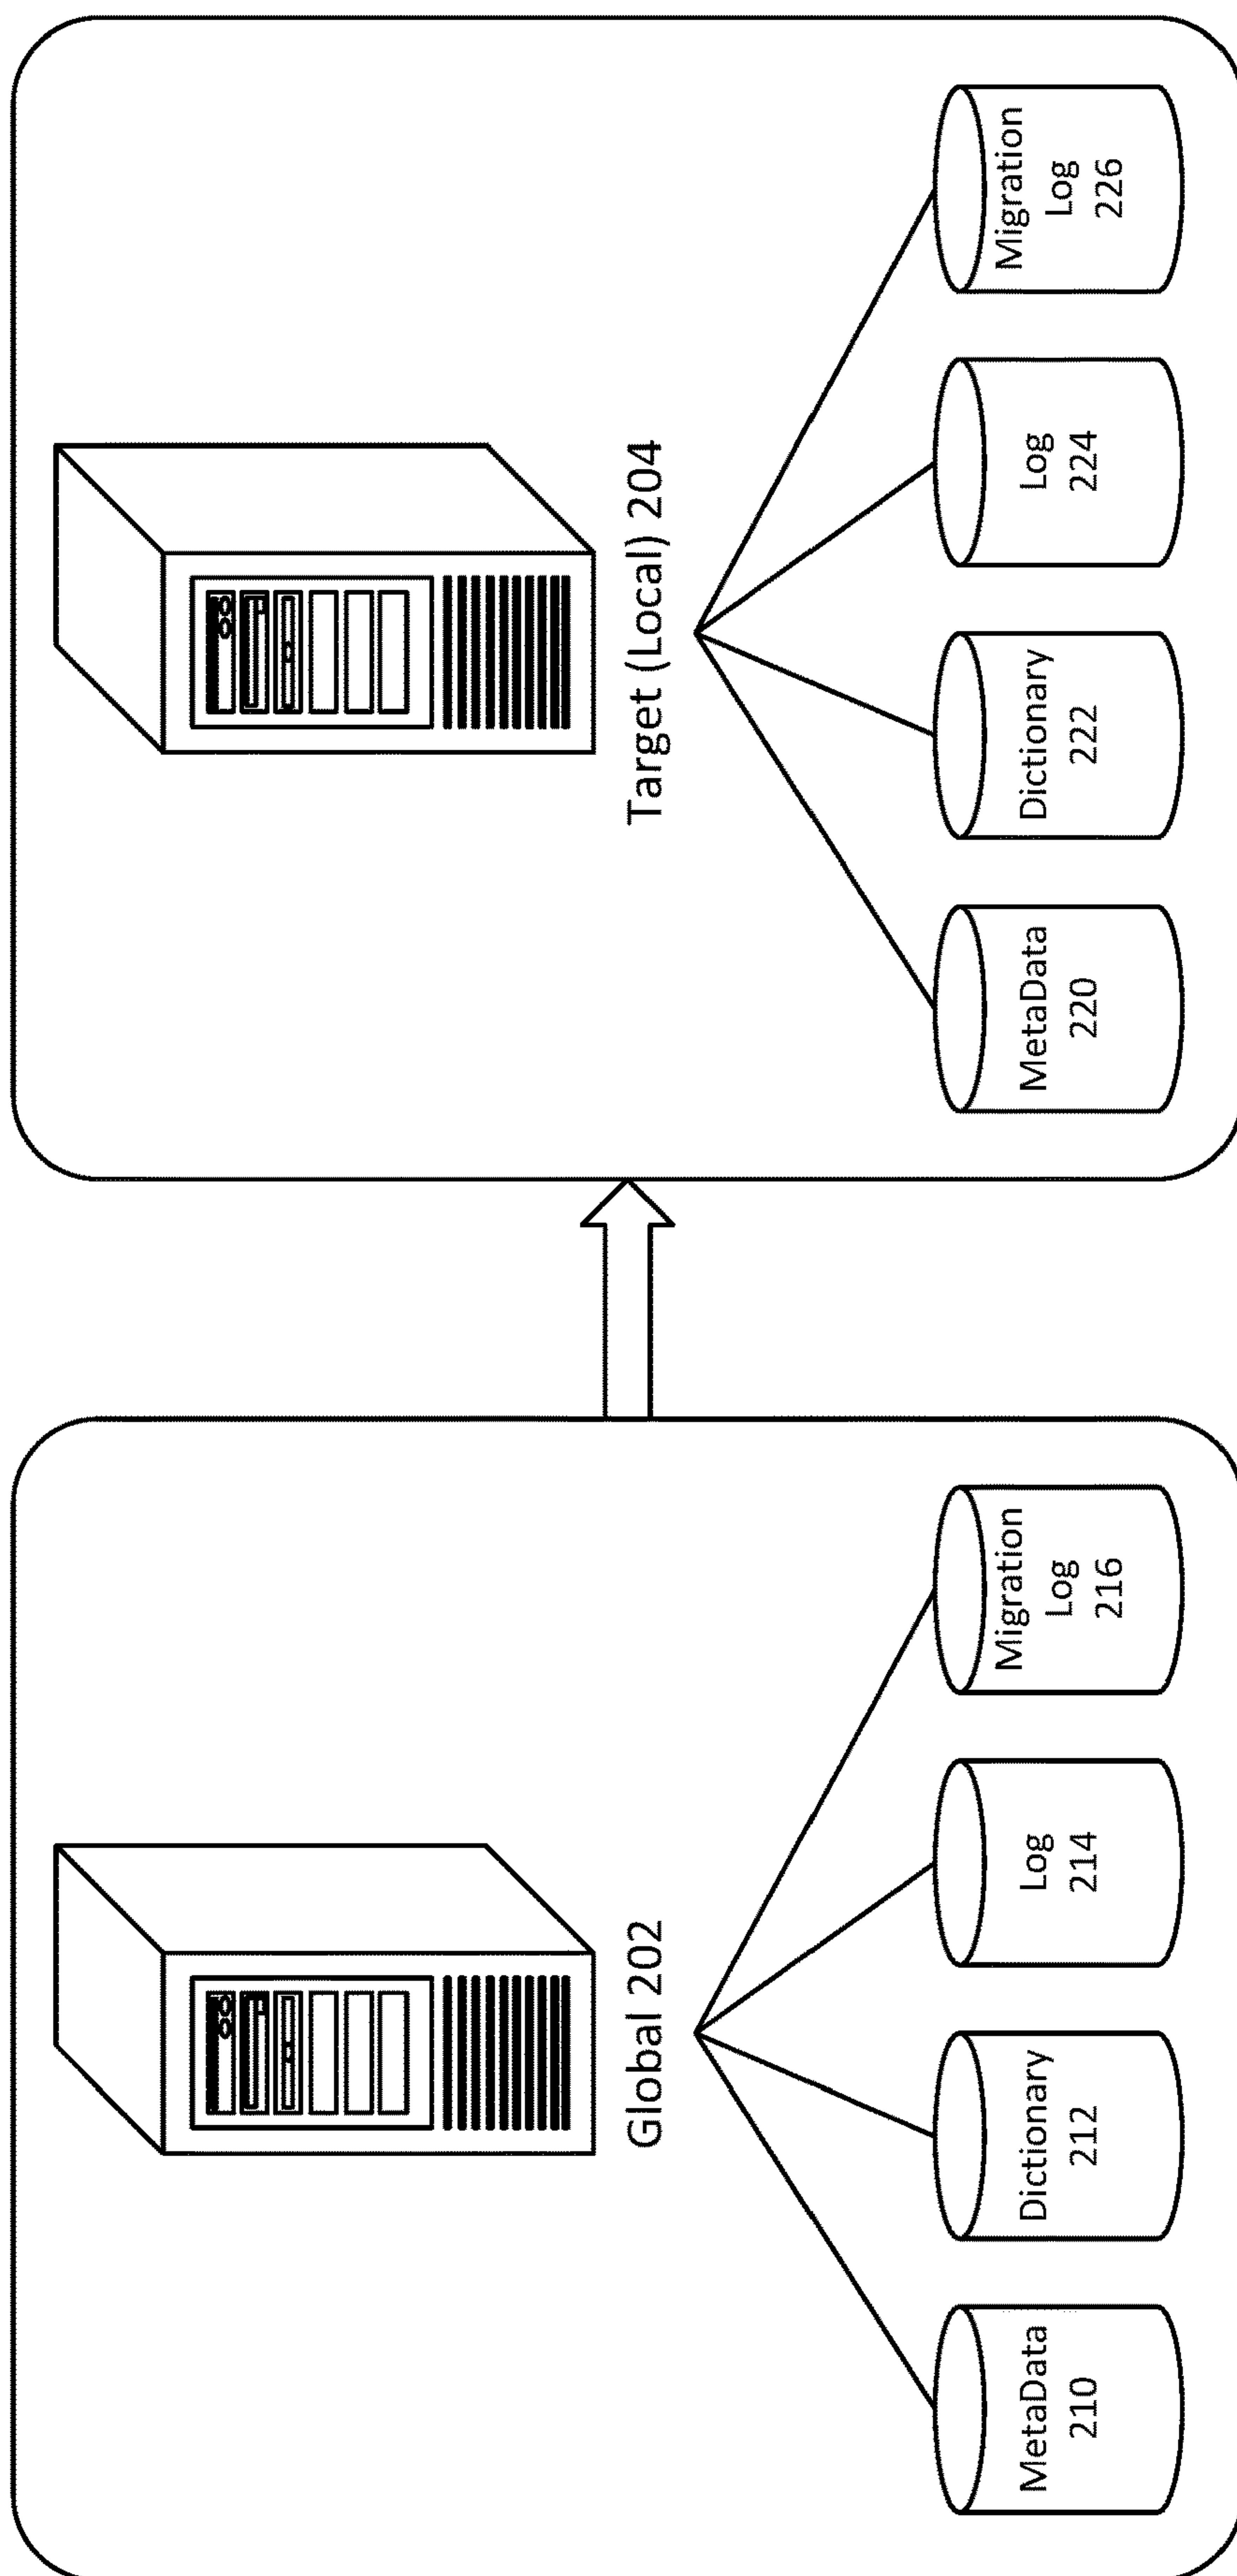 Global 202
MetaData
210
Dictionary
212
Log
214
Migration
Log
216
Target (Local) 204
MetaData
220
Dictionary
222
Log
224
Migration
Log
226